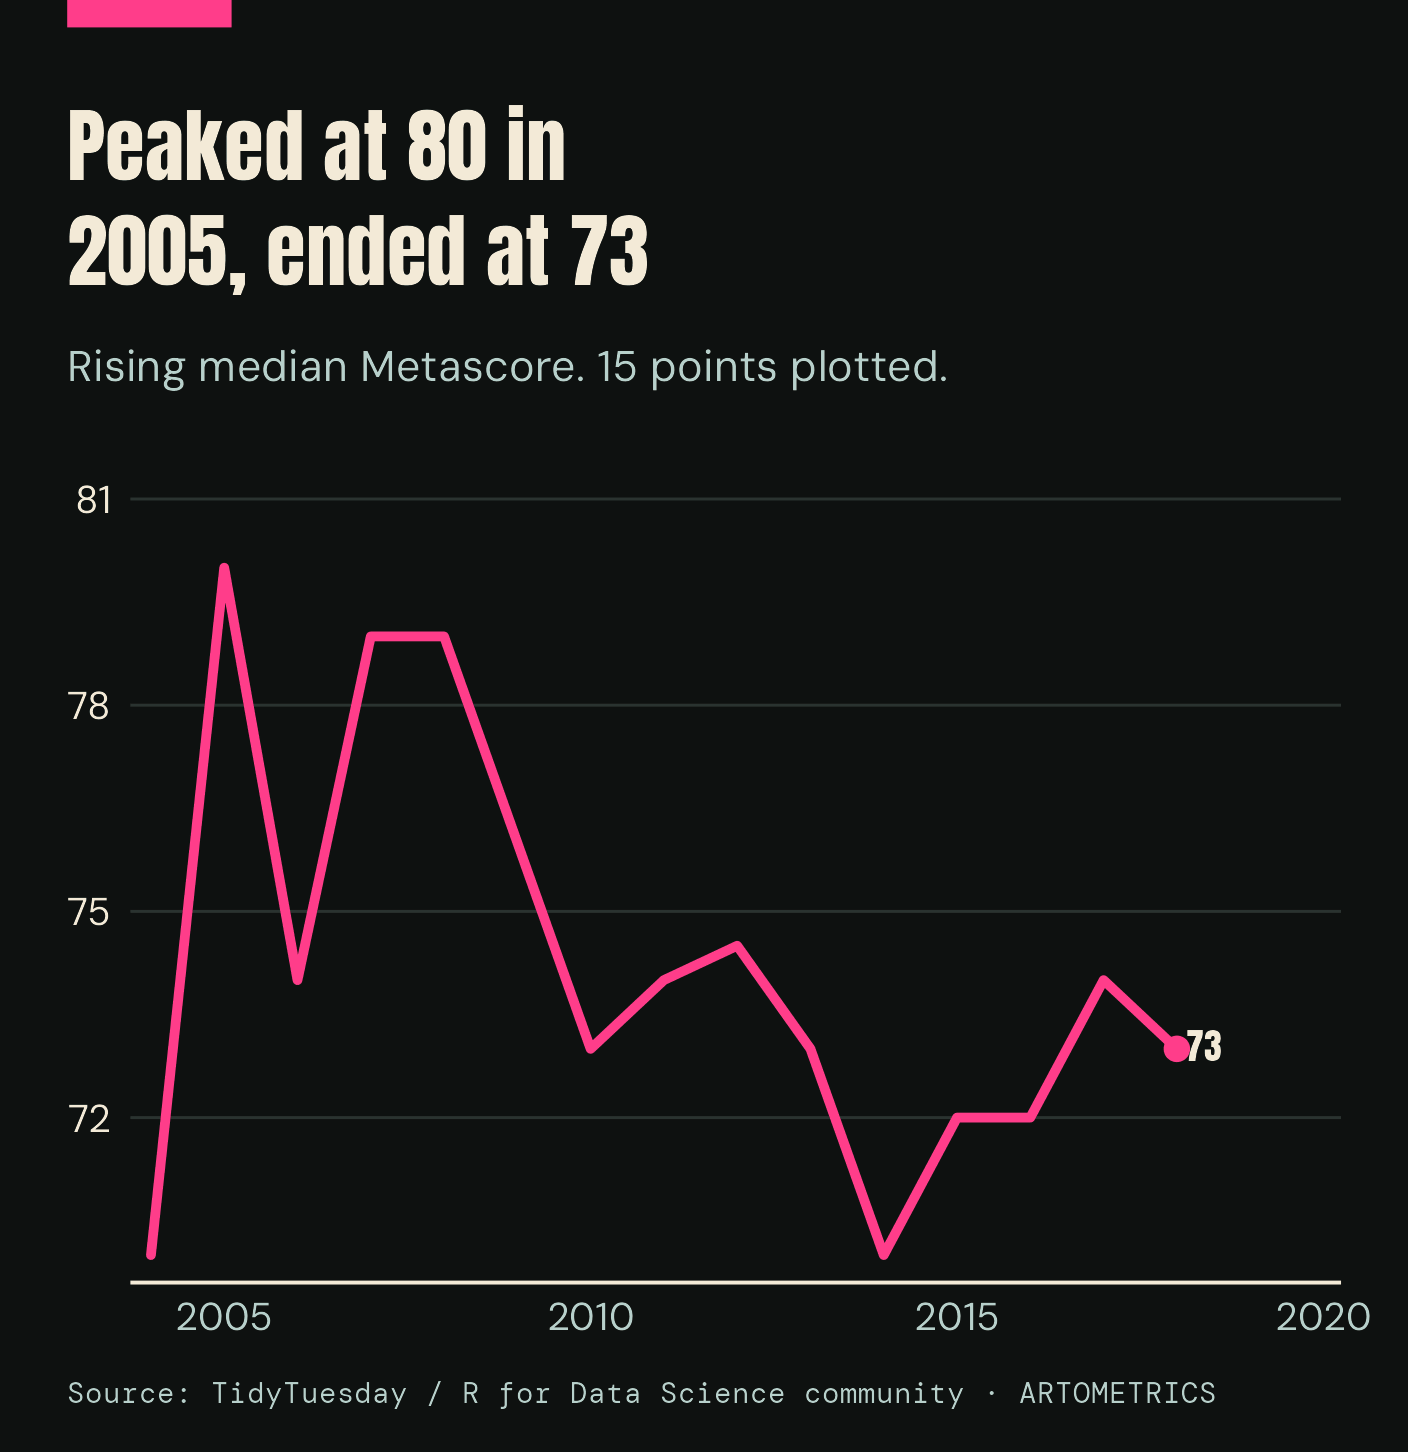 Peaked at 80 in
2005, ended at 73
Rising median Metascore. 15 points plotted.
81
78
75
72
73
2005 2010 2015 2020
Source: TidyTuesday / R for Data Science community · ARTOMETRICS